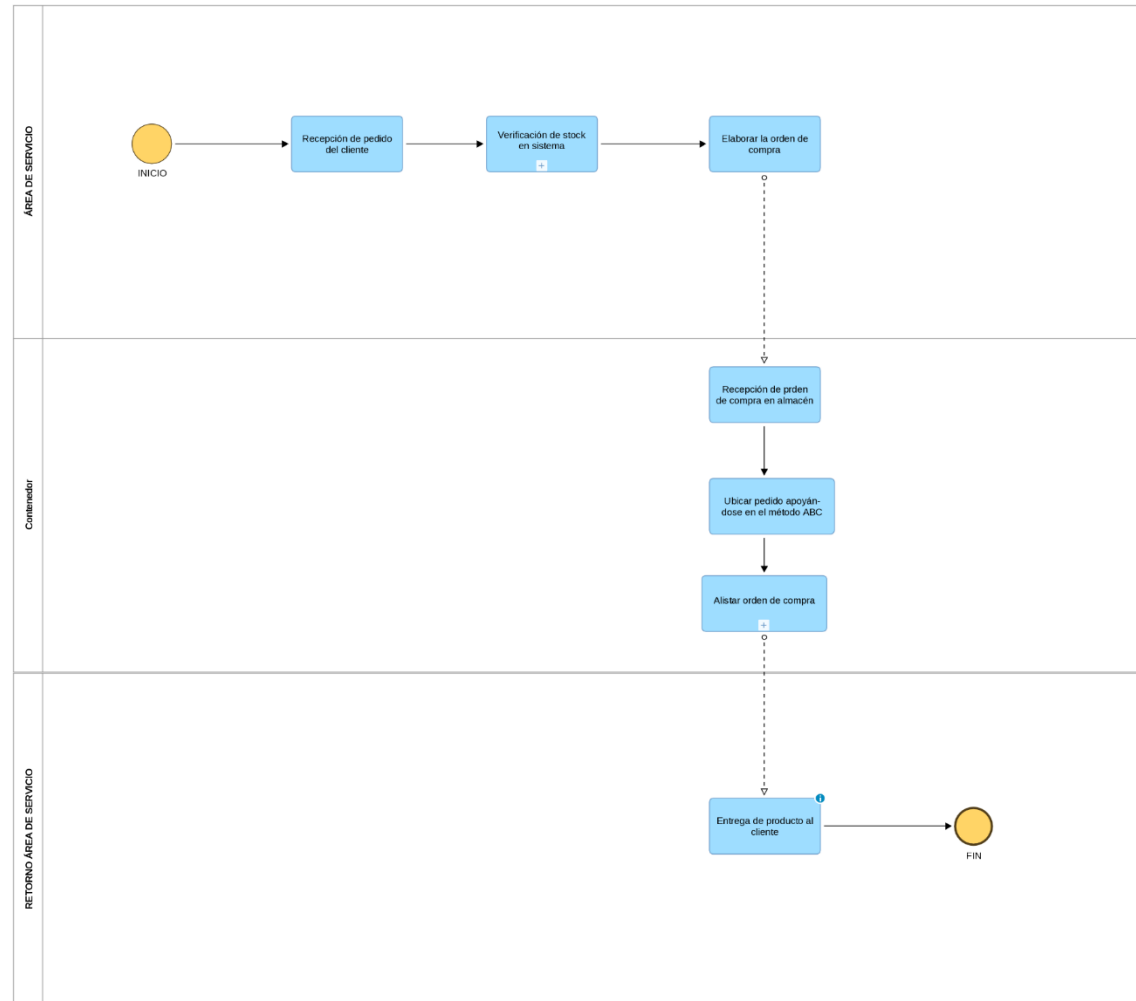 ÁREA DE SERVICIO
INICIO
Recepción de pedido
del cliente
Verificación de stock
en sistema
+
Elaborar la orden de
compra
Contenedor
Recepción de prden
de compra en almacén
Ubicar pedido apoyán-
dose en el método ABC
Alistar orden de compra
+
RETORNO ÁREA DE SERVICIO
Entrega de producto al
cliente
i
FIN